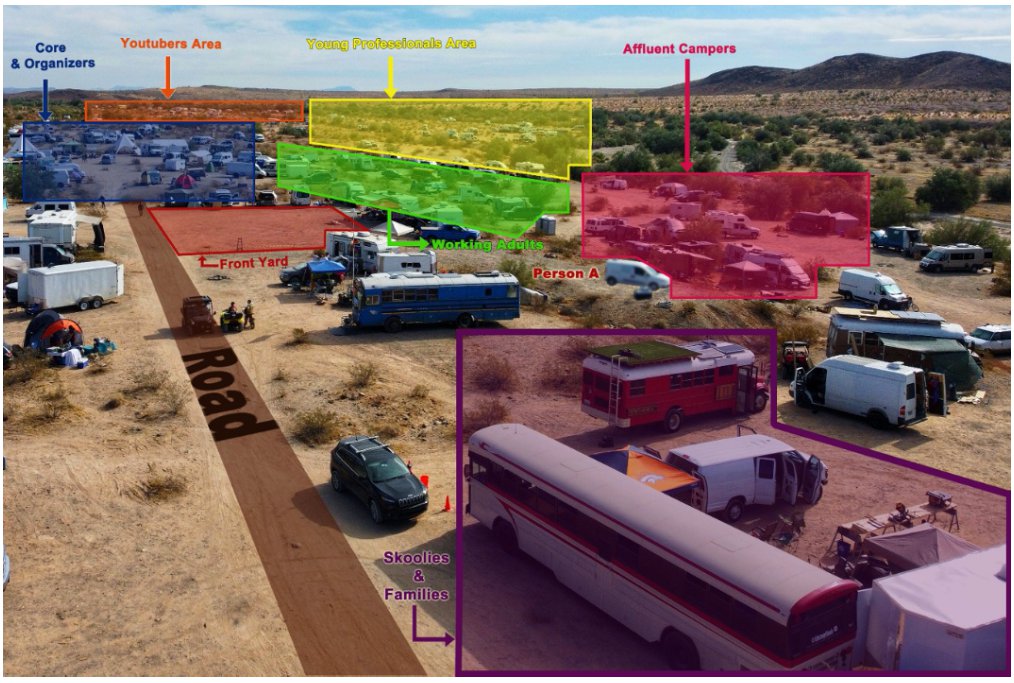 Core
& Organizers
Youtubers Area
Young Professionals Area
Affluent Campers
Working Adults
Front Yard
Person A
Road
Skoolies
&
Families